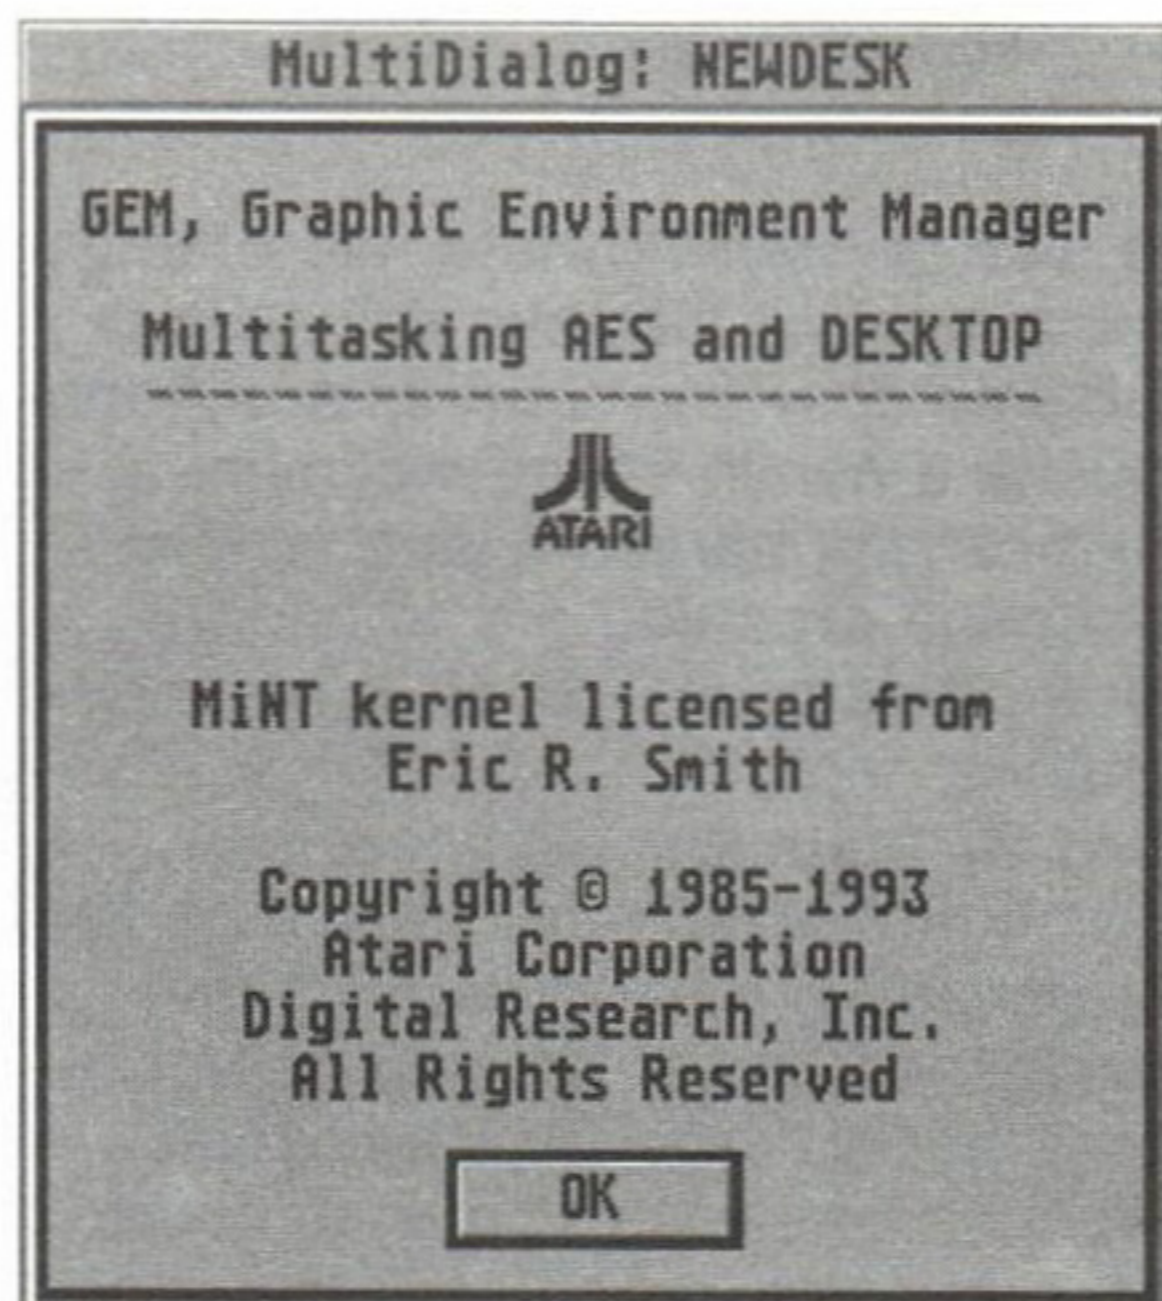 MultiDialog: NEWDESK
GEM, Graphic Environment Manager
Multitasking AES and DESKTOP
ATARI
MiNT kernel licensed from
Eric R. Smith
Copyright © 1985-1993
Atari Corporation
Digital Research, Inc.
All Rights Reserved
OK